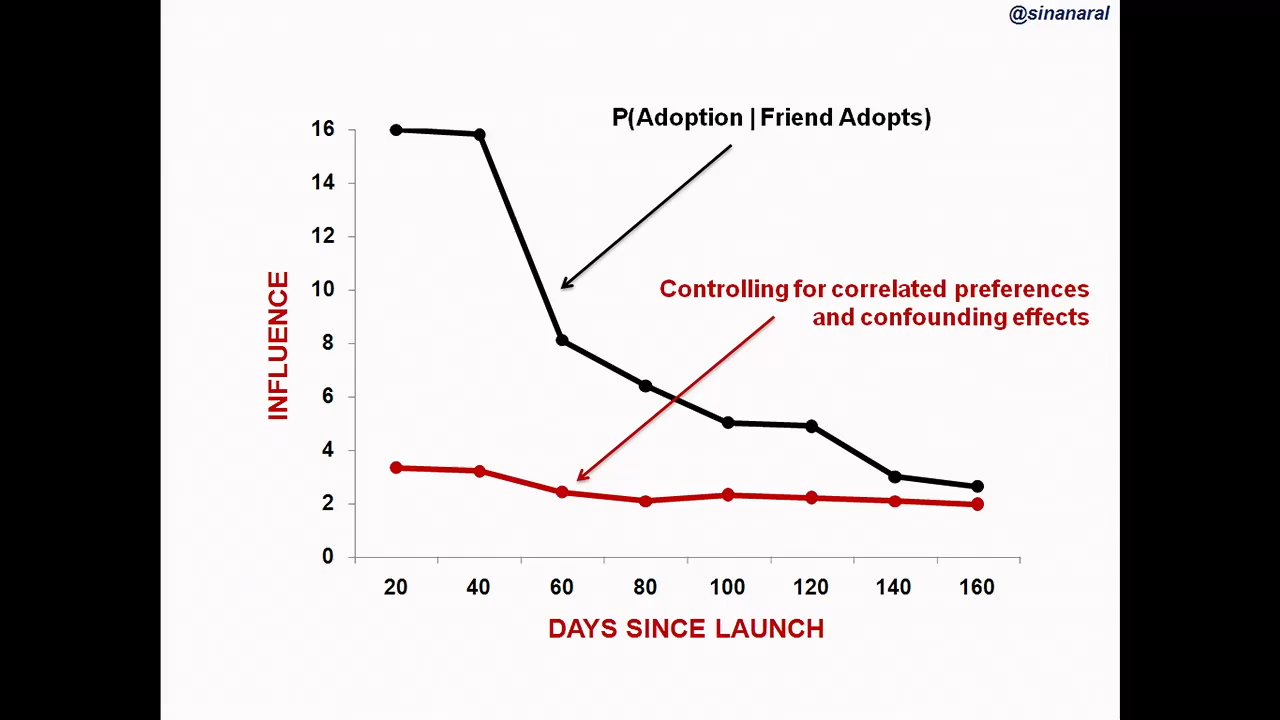 @sinanaral
P(Adoption | Friend Adopts)
Controlling for correlated preferences
and confounding effects
INFLUENCE
16
14
12
10
8
6
4
2
0
20 40 60 80 100 120 140 160
DAYS SINCE LAUNCH